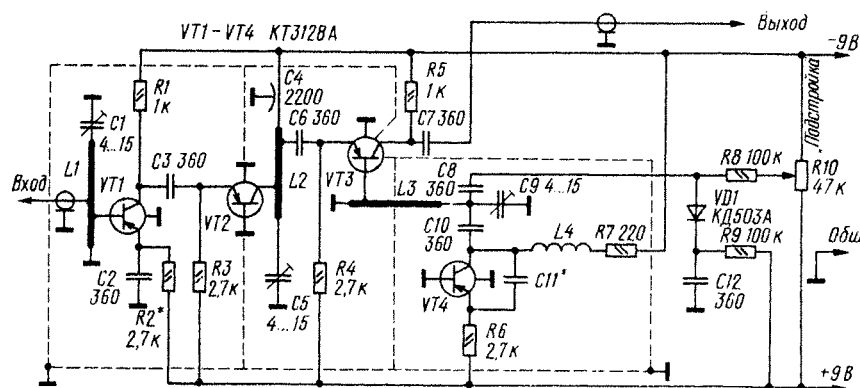 VT1-VT4 КТ3128А
Выход
-9В
R1
1к
C4
2200
R5
1к
Подстройка
C1
4...15
C6 360
C7 360
L1
C3 360
L2
R8 100к
R10
47к
Вход
VT1
VT3
L3
C8
360
C9 4...15
VD1
КД503А
VT2
C10
360
L4
R7 220
R9 100к
Общ
C2
360
R3
2,7к
R4
2,7к
C11*
C12
360
R2*
2,7к
C5
4...15
VT4
R6
2,7к
+9В